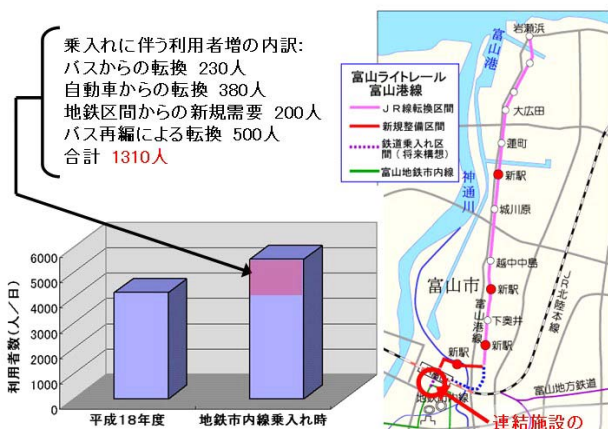 乗入れに伴う利用者増の内訳:
バスからの転換 230人
自動車からの転換 380人
地鉄区間からの新規需要 200人
バス再編による転換 500人
合計 1310人
利用者数(人/日)
6000
5000
4000
3000
2000
1000
0
平成18年度
地鉄市内線乗入れ時
富山ライトレール
富山港線
JR線転換区間
新規整備区間
鉄道乗入れ区
間(将来構想)
富山地鉄市内線
岩瀬浜
富山港
大広田
蓮町
新駅
城川原
神通川
越中中島
新駅
富山市
富山港線
下奥井
新駅
新駅
JR北陸本線
富山地方鉄道
地鉄市内線
連結施設の